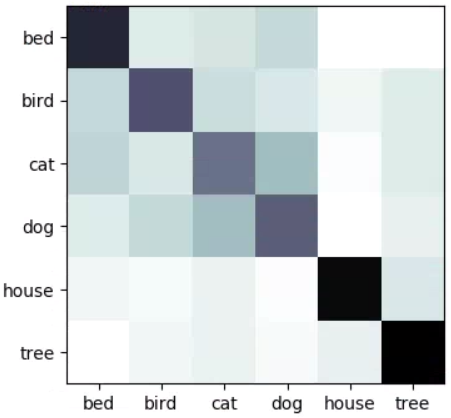 bed
bird
cat
dog
house
tree
bed bird cat dog house tree